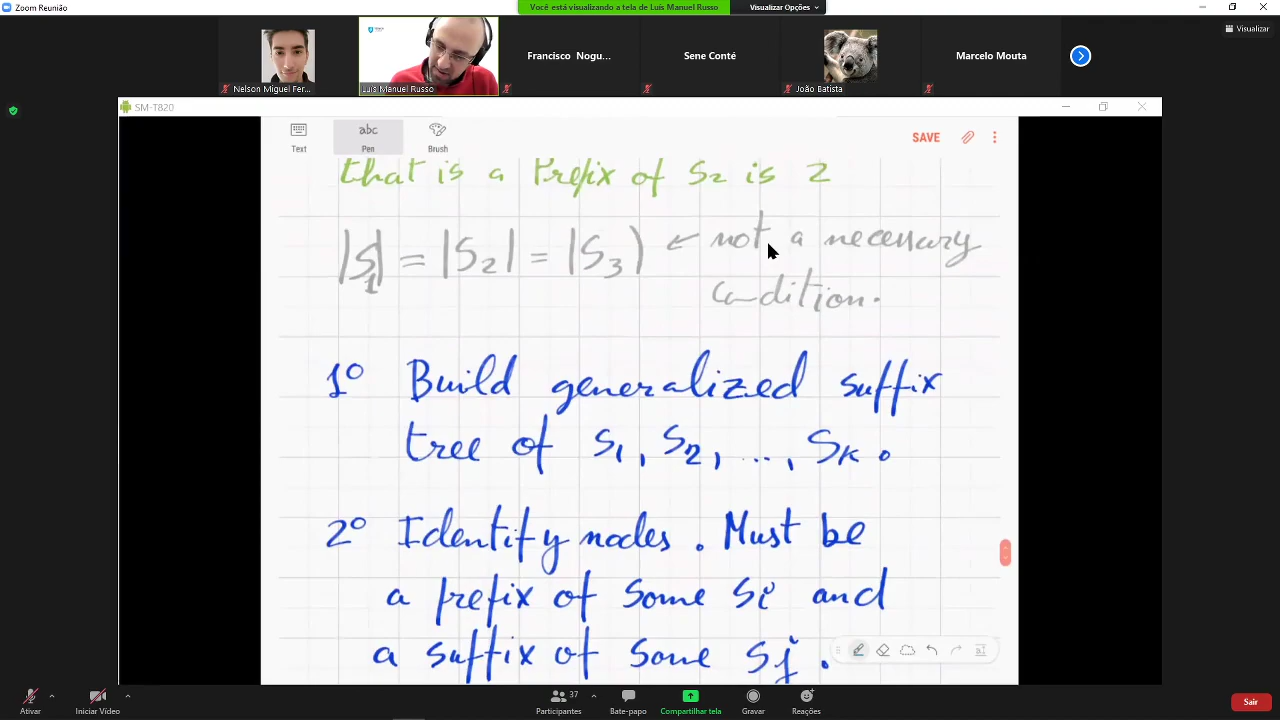 Zoom Reunião
Você está visualizando a tela de Luís Manuel Russo
Visualizar Opções
Visualizar
Nelson Miguel Fer...
Luís Manuel Russo
Francisco Nogu...
Sene Conté
João Batista
Marcelo Mouta
SM-T820
Text
abc
Pen
Brush
SAVE
that is a Prefix of S2 is 2
|S1| = |S2| = |S3| ← not a necessary
condition.
1º Build generalized suffix
tree of S1, S2, ..., SK.
2º Identify nodes. Must be
a prefix of some Si and
a suffix of some Sj.
Ativar
Iniciar Vídeo
37
Participantes
Bate-papo
Compartilhar tela
Gravar
Reações
Sair